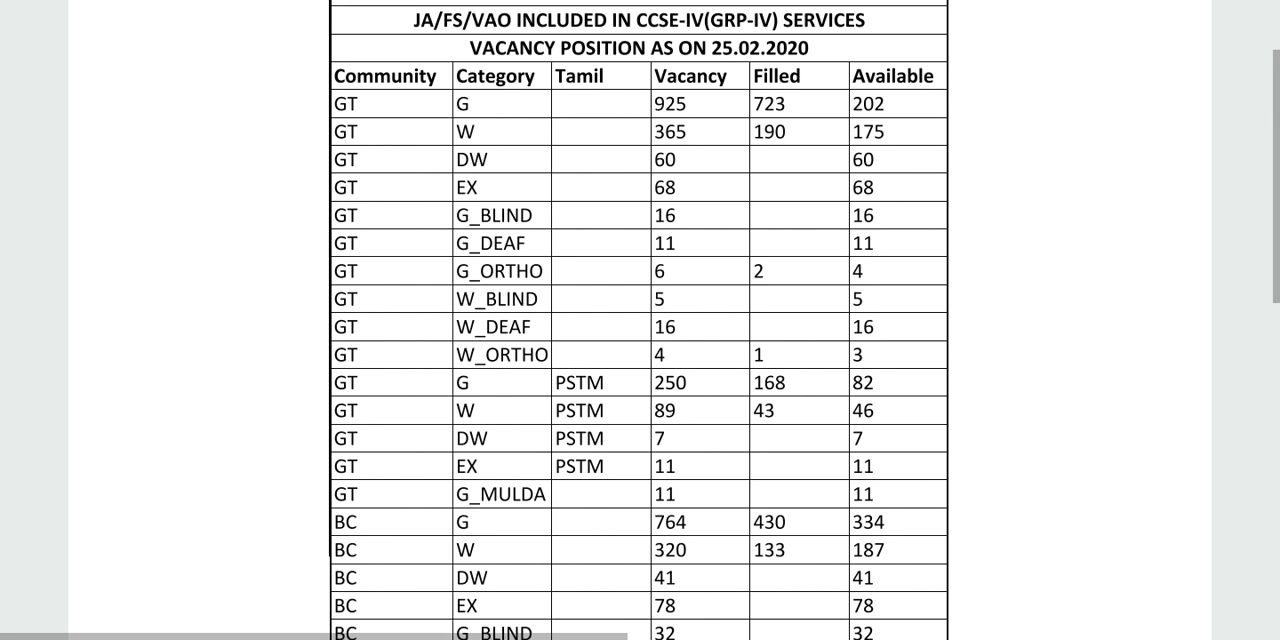 JA/FS/VAO INCLUDED IN CCSE-IV(GRP-IV) SERVICES
VACANCY POSITION AS ON 25.02.2020
Community Category Tamil Vacancy Filled Available
GT G 925 723 202
GT W 365 190 175
GT DW 60 60
GT EX 68 68
GT G_BLIND 16 16
GT G_DEAF 11 11
GT G_ORTHO 6 2 4
GT W_BLIND 5 5
GT W_DEAF 16 16
GT W_ORTHO 4 1 3
GT G PSTM 250 168 82
GT W PSTM 89 43 46
GT DW PSTM 7 7
GT EX PSTM 11 11
GT G_MULDA 11 11
BC G 764 430 334
BC W 320 133 187
BC DW 41 41
BC EX 78 78
BC G_BLIND 32 32